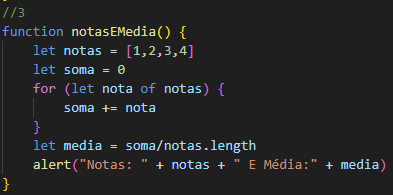 //3
function notasEMedia() {
    let notas = [1,2,3,4]
    let soma = 0
    for (let nota of notas) {
        soma += nota
    }
    let media = soma/notas.length
    alert("Notas: " + notas + " E Média:" + media)
}